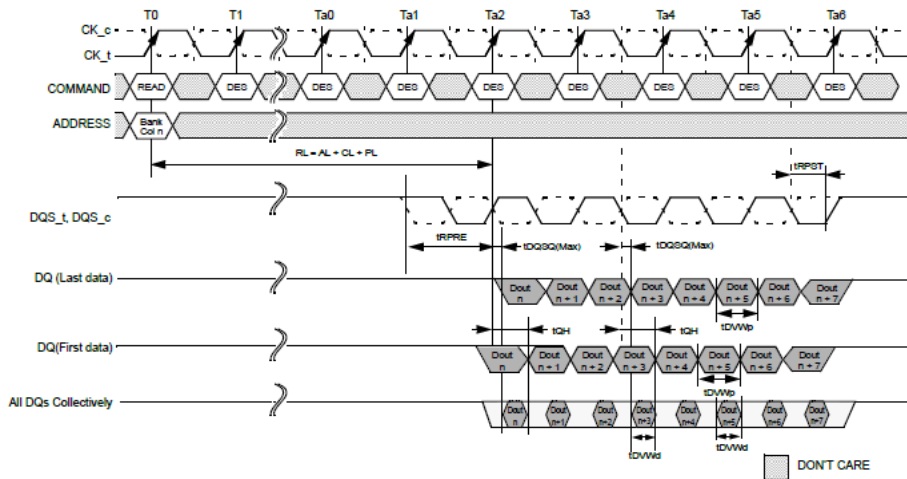 T0 T1 Ta0 Ta1 Ta2 Ta3 Ta4 Ta5 Ta6
CK_c
CK_t
COMMAND READ DES DES DES DES DES DES DES DES
ADDRESS Bank
Col n
RL = AL + CL + PL
tRPST
DQS_t, DQS_c
tRPRE tDQSQ(Max) tDQSQ(Max)
DQ (Last data) Dout Dout Dout Dout Dout Dout Dout Dout
n n + 1 n + 2 n + 3 n + 4 n + 5 n + 6 n + 7
tDVWp
tQH tQH
DQ(First data) Dout Dout Dout Dout Dout Dout Dout Dout
n n + 1 n + 2 n + 3 n + 4 n + 5 n + 6 n + 7
tDVWp
All DQs Collectively Dout Dout Dout Dout Dout Dout Dout Dout
n n+1 n+2 n+3 n+4 n+5 n+6 n+7
tDVWd tDVWd
DON'T CARE